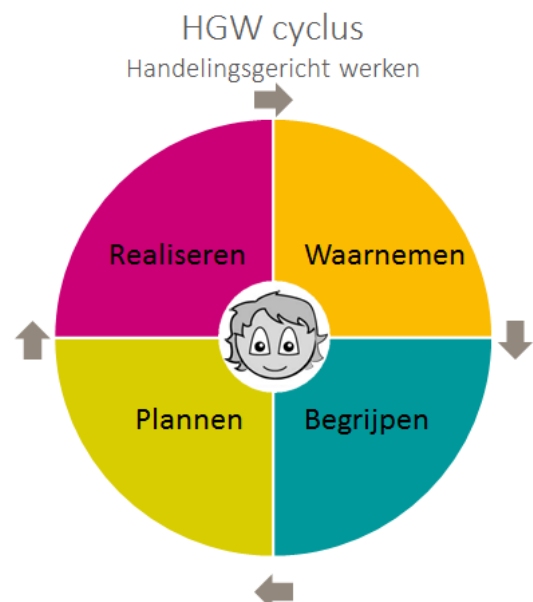 HGW cyclus
Handelingsgericht werken
Realiseren
Waarnemen
Plannen
Begrijpen